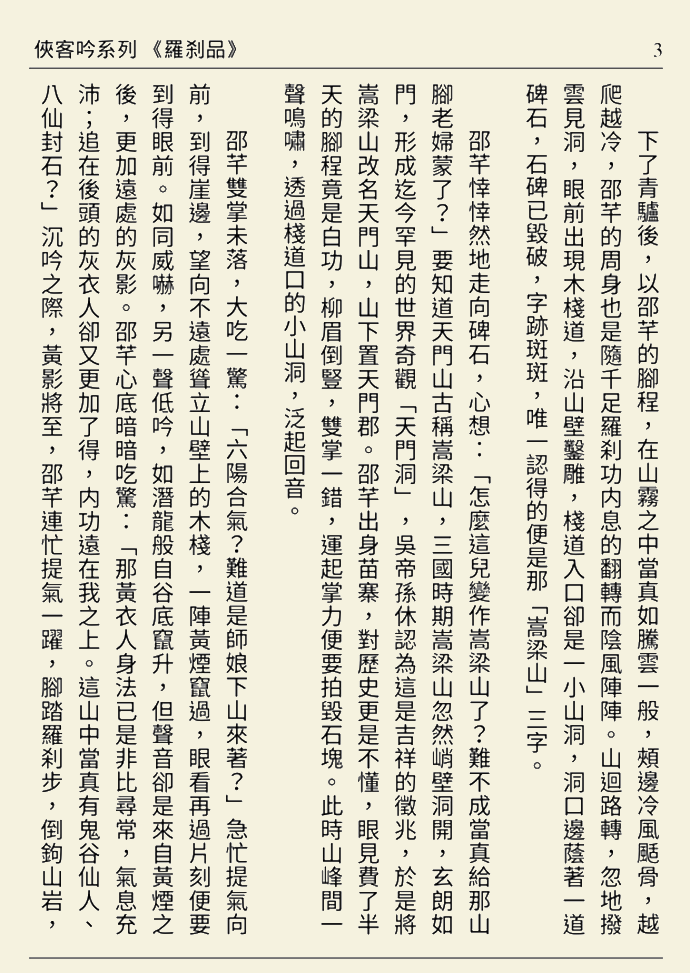 俠客吟系列 《羅刹品》
3
下了青驢後，以邵芊的腳程，在山霧之中當真如騰雲一般，頰邊冷風颳骨，越
爬越冷，邵芊的周身也是隨千足羅刹功內息的翻轉而陰風陣陣。山迴路轉，忽地撥
雲見洞，眼前出現木棧道，沿山壁鑿雕，棧道入口卻是一小山洞，洞口邊蔭著一道
碑石，石碑已毀破，字跡斑斑，唯一認得的便是那「嵩梁山」三字。
邵芊悻悻然地走向碑石，心想：「怎麼這兒變作嵩梁山了？難不成當真給那山
腳老婦蒙了？」要知道天門山古稱嵩梁山，三國時期嵩梁山忽然峭壁洞開，玄朗如
門，形成迄今罕見的世界奇觀「天門洞」，吳帝孫休認為這是吉祥的徵兆，於是將
嵩梁山改名天門山，山下置天門郡。邵芊出身苗寨，對歷史更是不懂，眼見費了半
天的腳程竟是白功，柳眉倒豎，雙掌一錯，運起掌力便要拍毀石塊。此時山峰間一
聲鳴嘯，透過棧道口的小山洞，泛起回音。
邵芊雙掌未落，大吃一驚：「六陽合氣？難道是師娘下山來著？」急忙提氣向
前，到得崖邊，望向不遠處聳立山壁上的木棧，一陣黃煙竄過，眼看再過片刻便要
到得眼前。如同威嚇，另一聲低吟，如潛龍般自谷底竄升，但聲音卻是來自黃煙之
後，更加遠處的灰影。邵芊心底暗暗吃驚：「那黃衣人身法已是非比尋常，氣息充
沛；追在後頭的灰衣人卻又更加了得，內功遠在我之上。這山中當真有鬼谷仙人、
八仙封石？」沉吟之際，黃影將至，邵芊連忙提氣一躍，腳踏羅刹步，倒鉤山岩，